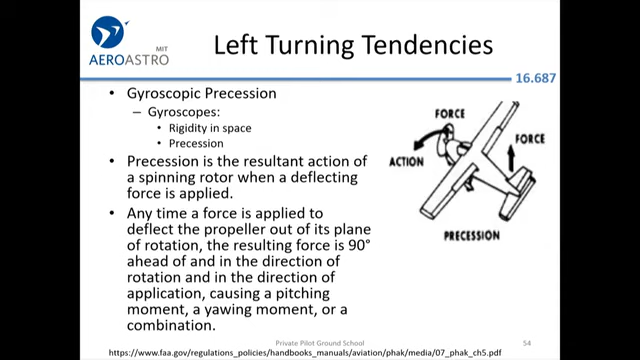 MIT
AEROASTRO
Left Turning Tendencies
16.687
• Gyroscopic Precession
– Gyroscopes:
• Rigidity in space
• Precession
• Precession is the resultant action of
a spinning rotor when a deflecting
force is applied.
• Any time a force is applied to
deflect the propeller out of its plane
of rotation, the resulting force is 90°
ahead of and in the direction of
rotation and in the direction of
application, causing a pitching
moment, a yawing moment, or a
combination.
FORCE
FORCE
ACTION
PRECESSION
Private Pilot Ground School
54
https://www.faa.gov/regulations_policies/handbooks_manuals/aviation/phak/media/07_phak_ch5.pdf